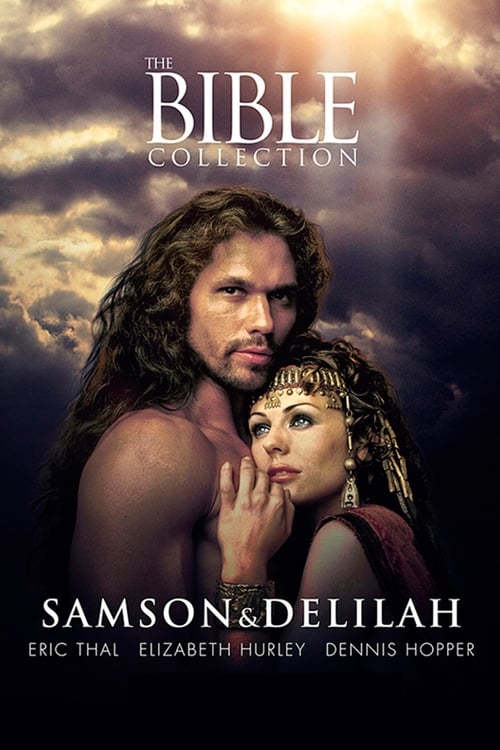 THE
BIBLE
COLLECTION
SAMSON & DELILAH
ERIC THAL ELIZABETH HURLEY DENNIS HOPPER